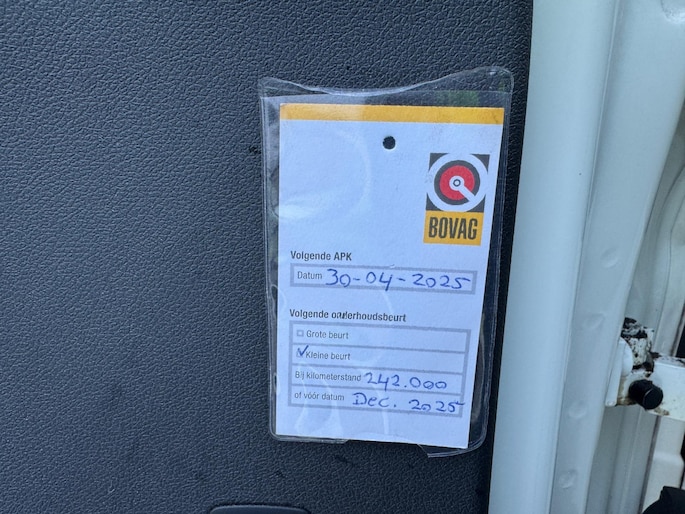 BOVAG
Volgende APK
Datum 30-04-2025
Volgende onderhoudsbeurt
Grote beurt
Kleine beurt
Bij kilometerstand 242.000
of vóór datum Dec. 2025